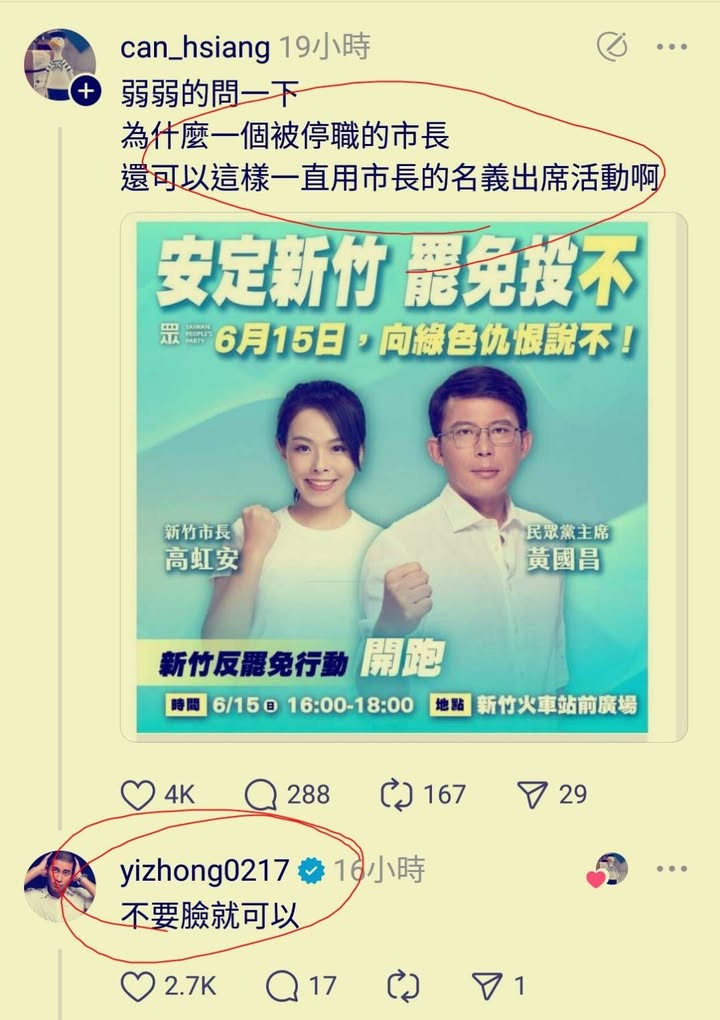 can_hsiang 19小時
弱弱的問一下
為什麼一個被停職的市長
還可以這樣一直用市長的名義出席活動啊
安定新竹 罷免投不
眾 TAIWAN PEOPLE'S PARTY
6月15日,向綠色仇恨說不!
新竹市長
高虹安
民眾黨主席
黃國昌
新竹反罷免行動 開跑
時間 6/15 日 16:00-18:00 地點 新竹火車站前廣場
4K 288 167 29
yizhong0217 16小時
不要臉就可以
2.7K 17 1